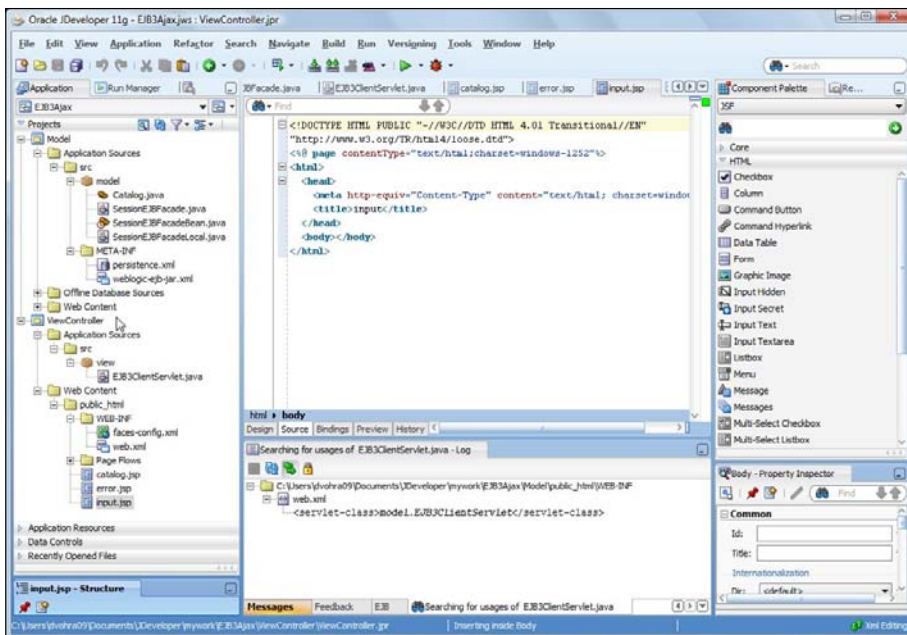 Oracle JDeveloper 11g - EJB3Ajax.jws : ViewController.jpr
File Edit View Application Refactor Search Navigate Build Run Versioning Tools Window Help
Search
Application Run Manager
EJB3Ajax
Projects
Model
Application Sources
src
model
Catalog.java
SessionEJBFacade.java
SessionEJBFacadeBean.java
SessionEJBFacadeLocal.java
META-INF
persistence.xml
weblogic-ejb-jar.xml
Offline Database Sources
Web Content
ViewController
Application Sources
src
view
EJB3ClientServlet.java
Web Content
public_html
WEB-INF
faces-config.xml
web.xml
Page Flows
catalog.jsp
error.jsp
input.jsp
Application Resources
Data Controls
Recently Opened Files
input.jsp - Structure
JBFacade.java EJB3ClientServlet.java catalog.jsp error.jsp input.jsp
Find
<!DOCTYPE HTML PUBLIC "-//W3C//DTD HTML 4.01 Transitional//EN"
"http://www.w3.org/TR/html4/loose.dtd">
<%@ page contentType="text/html;charset=windows-1252"%>
<html>
<head>
<meta http-equiv="Content-Type" content="text/html; charset=window
<title>input</title>
</head>
<body></body>
</html>
html body
Design Source Bindings Preview History
Searching for usages of EJB3ClientServlet.java - Log
C:\Users\dvohra09\Documents\JDeveloper\mywork\EJB3Ajax\Model\public_html\WEB-INF
web.xml
<servlet-class>model.EJB3ClientServlet</servlet-class>
Messages Feedback EJB Searching for usages of EJB3ClientServlet.java
Component Palette Re...
JSF
Core
HTML
Checkbox
Column
Command Button
Command Hyperlink
Data Table
Form
Graphic Image
Input Hidden
Input Secret
Input Text
Input Textarea
Listbox
Menu
Message
Messages
Multi-Select Checkbox
Multi-Select Listbox
Body - Property Inspector
Find
Common
Id:
Title:
Internationalization
Dir: <default>
C:\Users\dvohra09\Documents\JDeveloper\mywork\EJB3Ajax\ViewController\ViewController.jpr Inserting inside Body Xml Editing